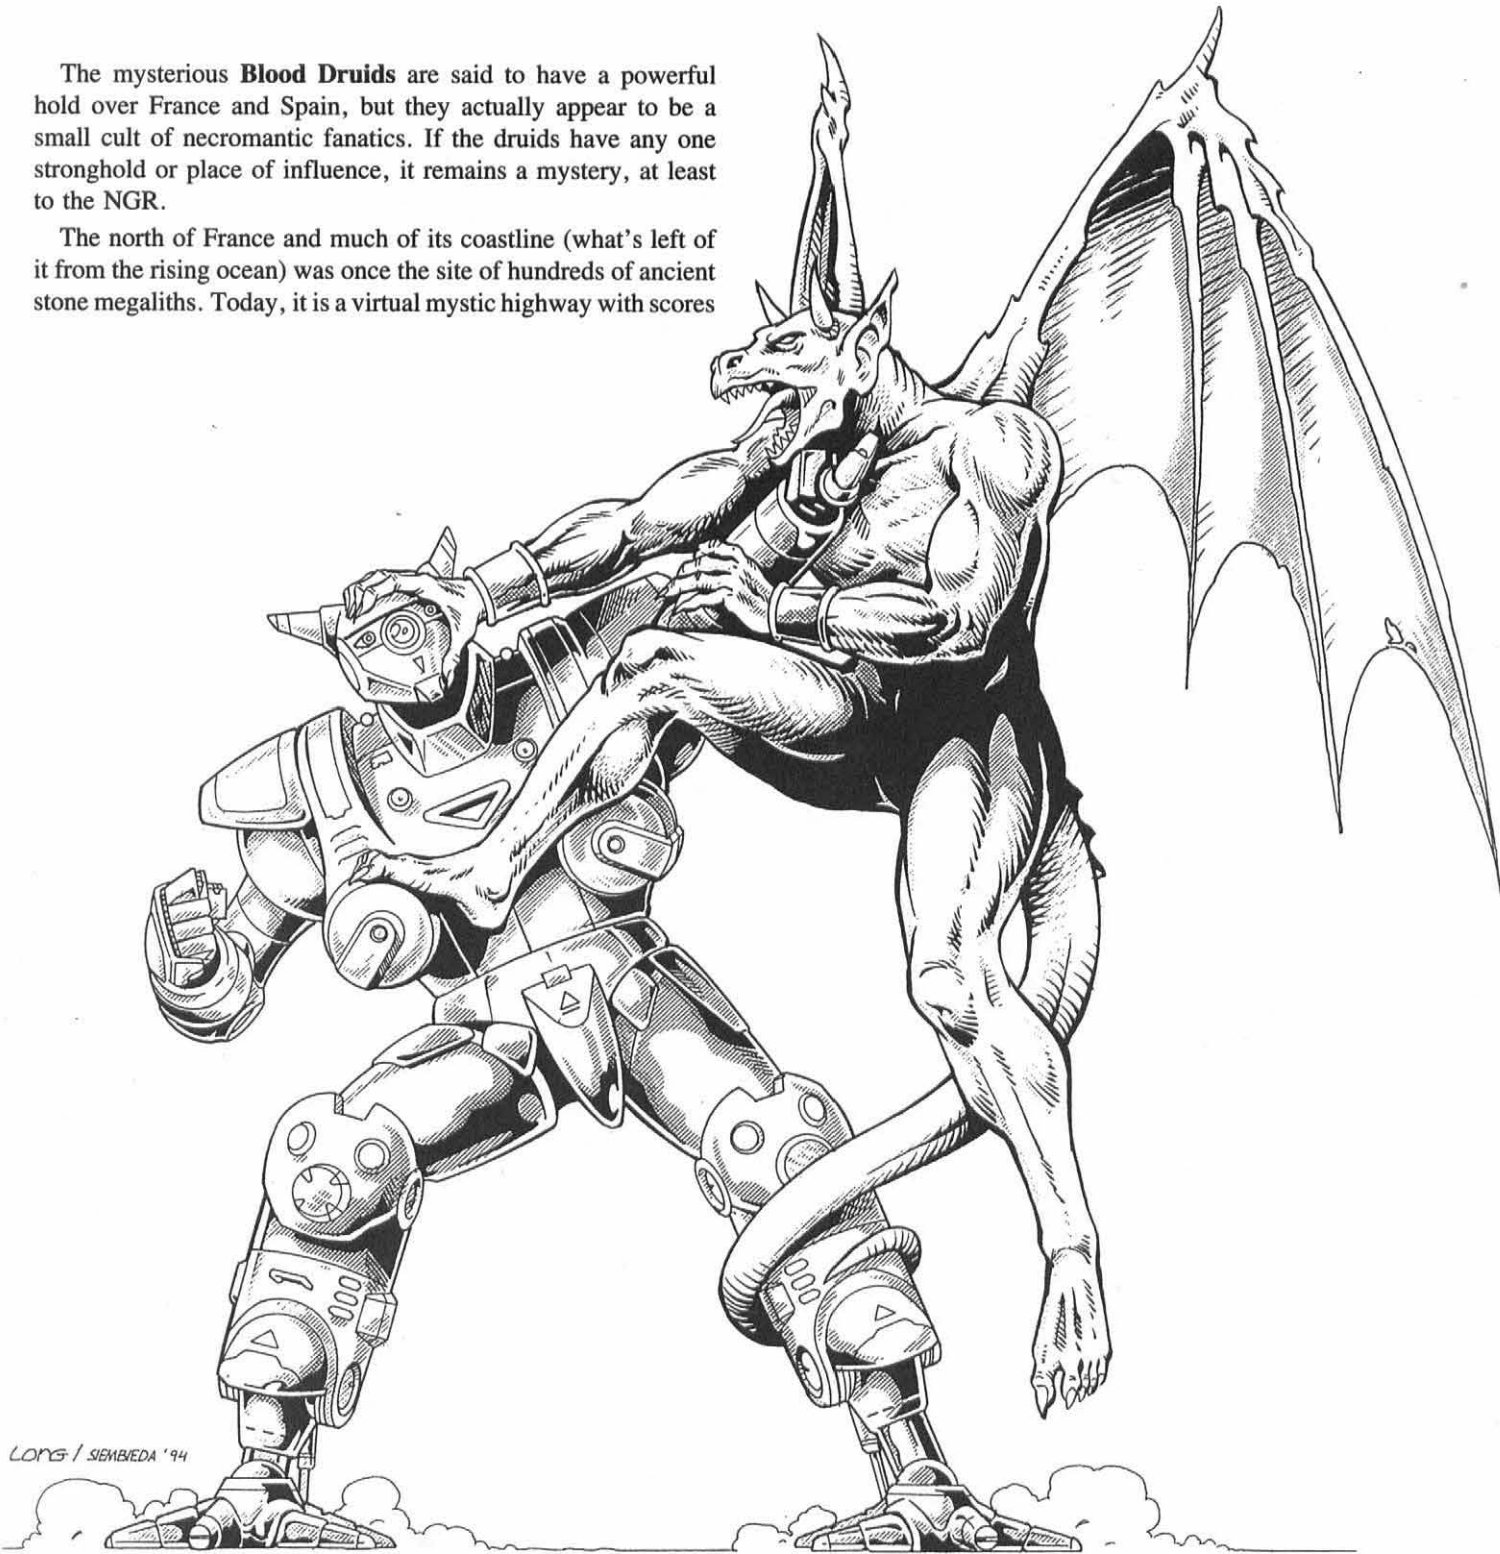 The mysterious Blood Druids are said to have a powerful
hold over France and Spain, but they actually appear to be a
small cult of necromantic fanatics. If the druids have any one
stronghold or place of influence, it remains a mystery, at least
to the NGR.
The north of France and much of its coastline (what's left of
it from the rising ocean) was once the site of hundreds of ancient
stone megaliths. Today, it is a virtual mystic highway with scores
LONG / SIEMBIEDA '94